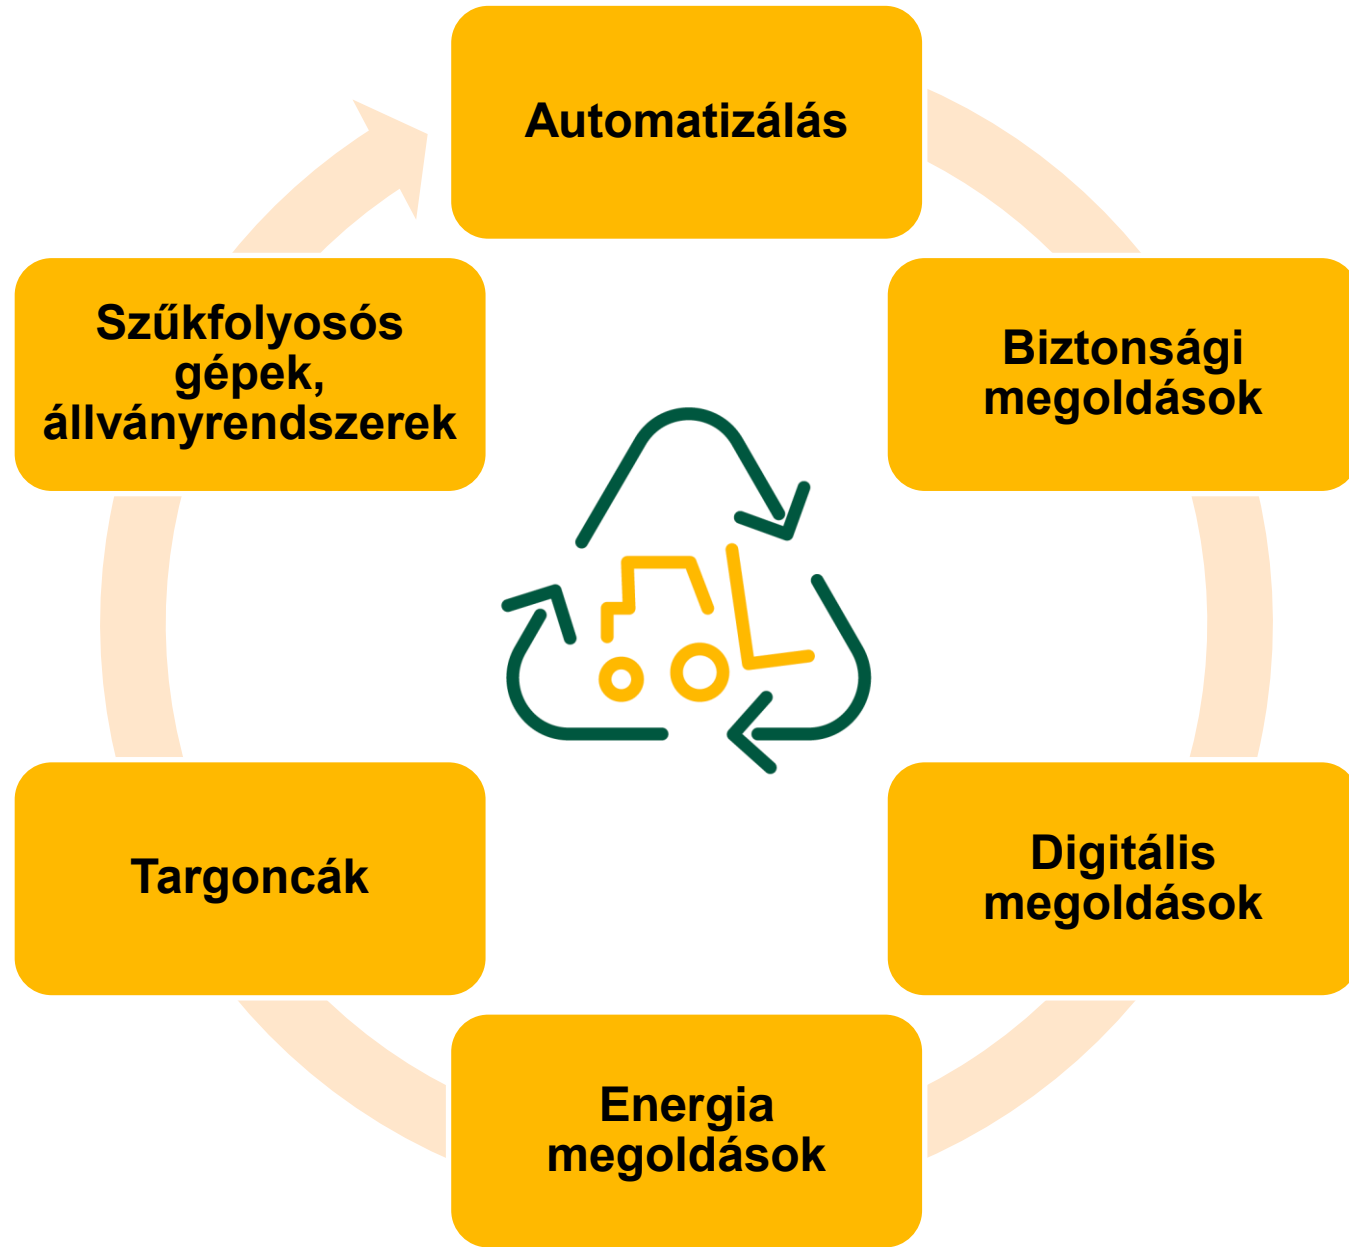 Automatizálás
Biztonsági
megoldások
Digitális
megoldások
Energia
megoldások
Targoncák
Szűkfolyosós
gépek,
állványrendszerek